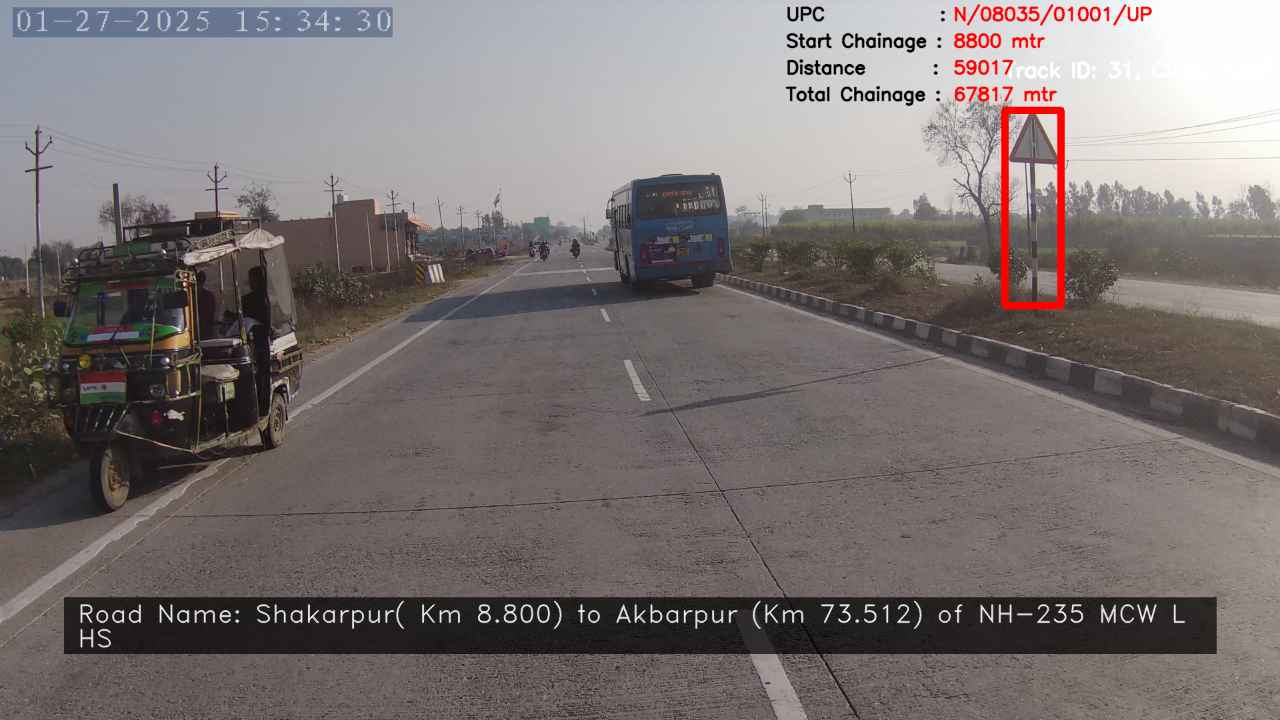 01-27-2025 15:34:30
UPC : N/08035/01001/UP
Start Chainage : 8800 mtr
Distance : 59017
Track ID: 31,
Total Chainage : 67817 mtr
Road Name: Shakarpur( Km 8.800) to Akbarpur (Km 73.512) of NH-235 MCW L
HS